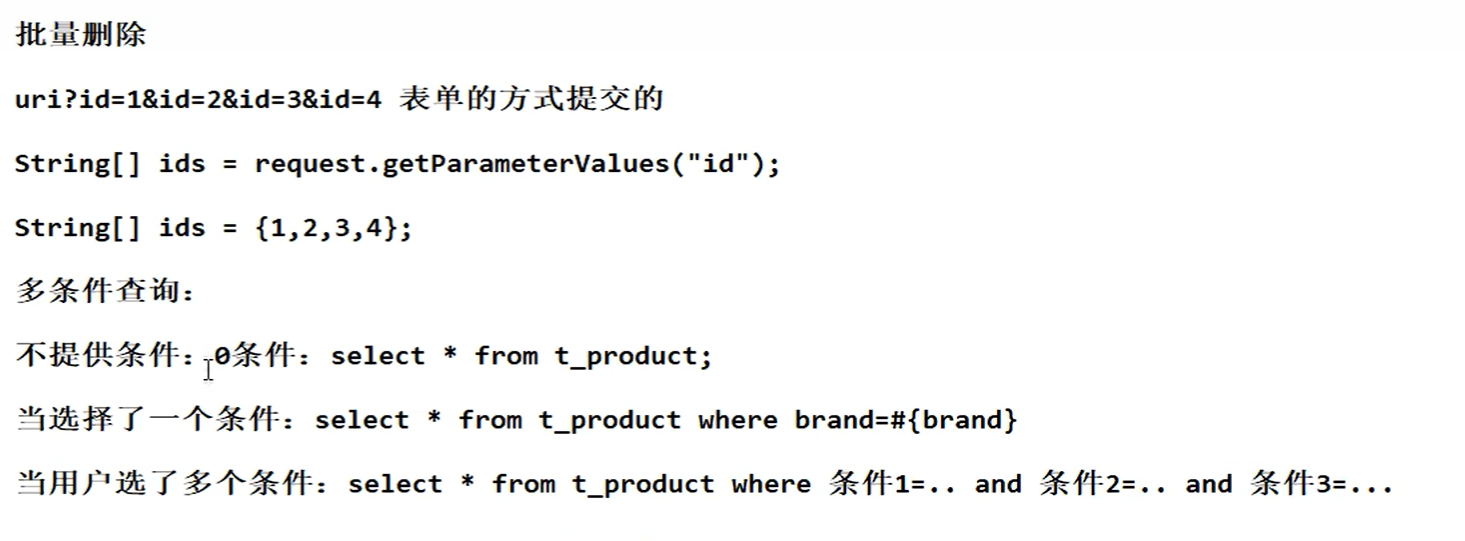 批量删除
uri?id=1&id=2&id=3&id=4 表单的方式提交的
String[] ids = request.getParameterValues("id");
String[] ids = {1,2,3,4};
多条件查询：
不提供条件：0条件：select * from t_product;
当选择了一个条件：select * from t_product where brand=#{brand}
当用户选了多个条件：select * from t_product where 条件1=.. and 条件2=.. and 条件3=...